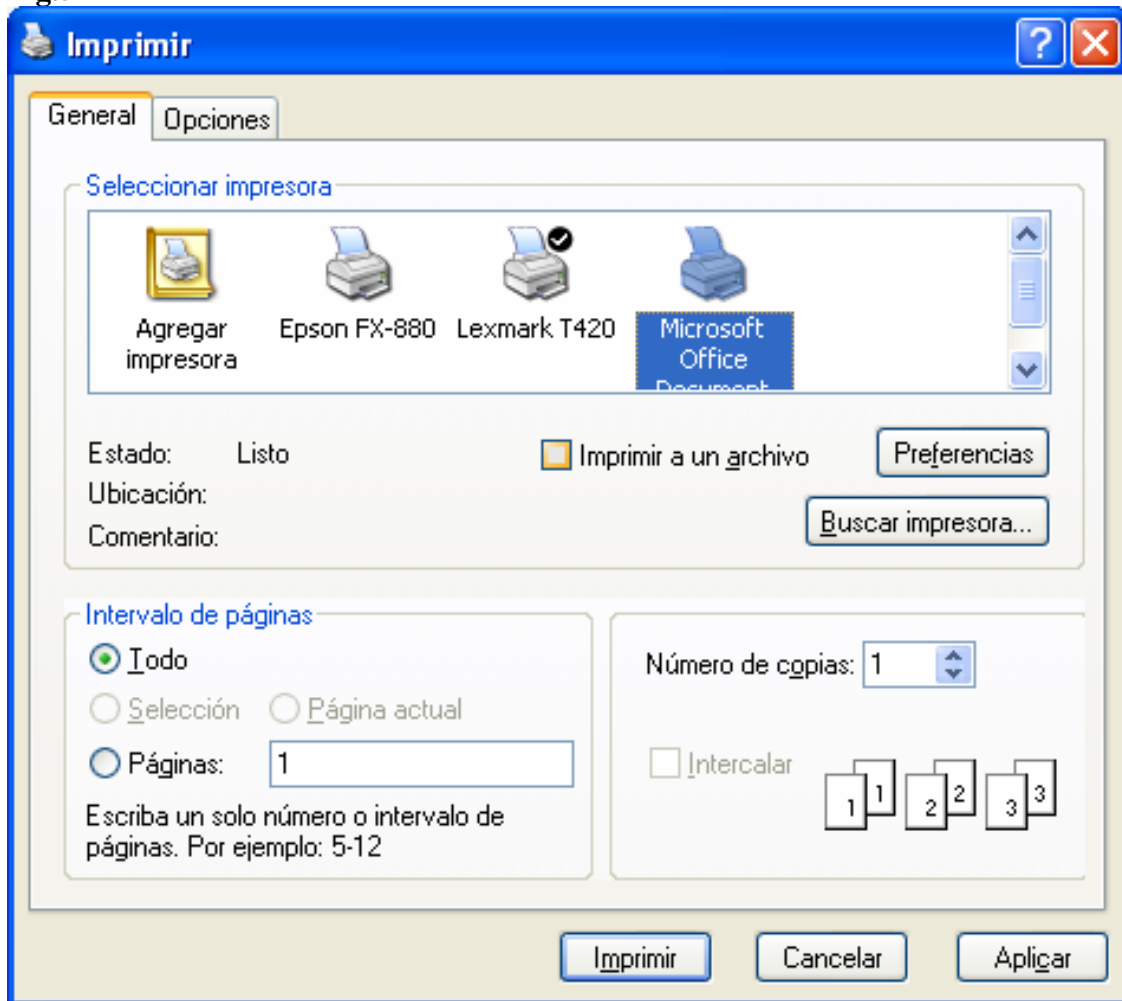 Imprimir
General Opciones
Seleccionar impresora
Agregar impresora
Epson FX-880
Lexmark T420
Microsoft Office Document
Estado: Listo
Imprimir a un archivo
Preferencias
Ubicación:
Buscar impresora...
Comentario:
Intervalo de páginas
Todo
Selección Página actual
Páginas: 1
Escriba un solo número o intervalo de
páginas. Por ejemplo: 5-12
Número de copias: 1
Intercalar
1 1 2 2 3 3
Imprimir Cancelar Aplicar